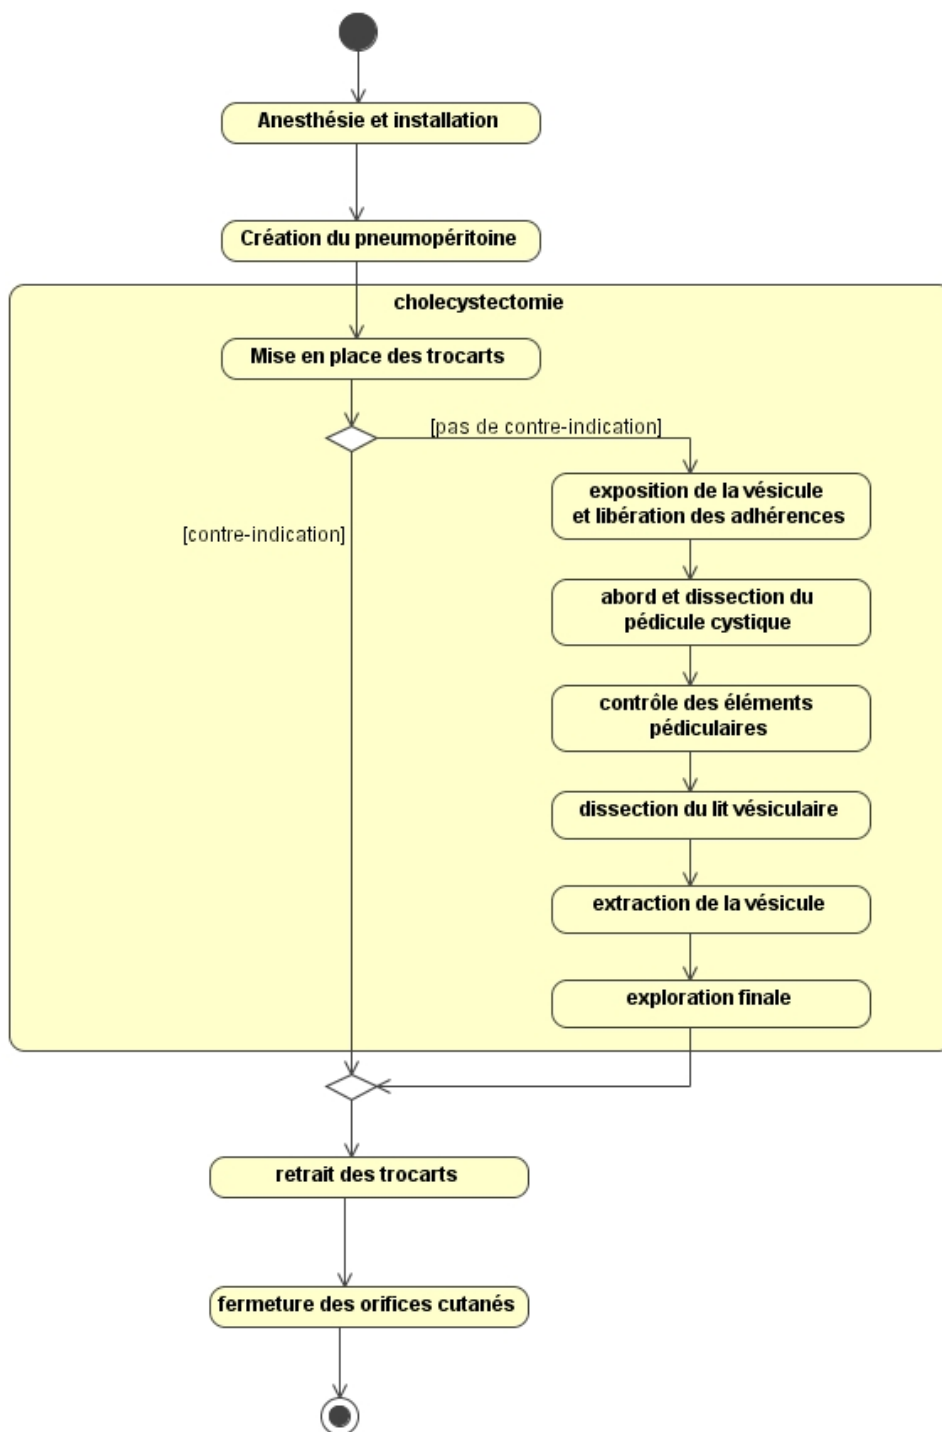 Anesthésie et installation
Création du pneumopéritoine
cholecystectomie
Mise en place des trocarts
[pas de contre-indication]
exposition de la vésicule
et libération des adhérences
[contre-indication]
abord et dissection du
pédicule cystique
contrôle des éléments
pédiculaires
dissection du lit vésiculaire
extraction de la vésicule
exploration finale
retrait des trocarts
fermeture des orifices cutanés